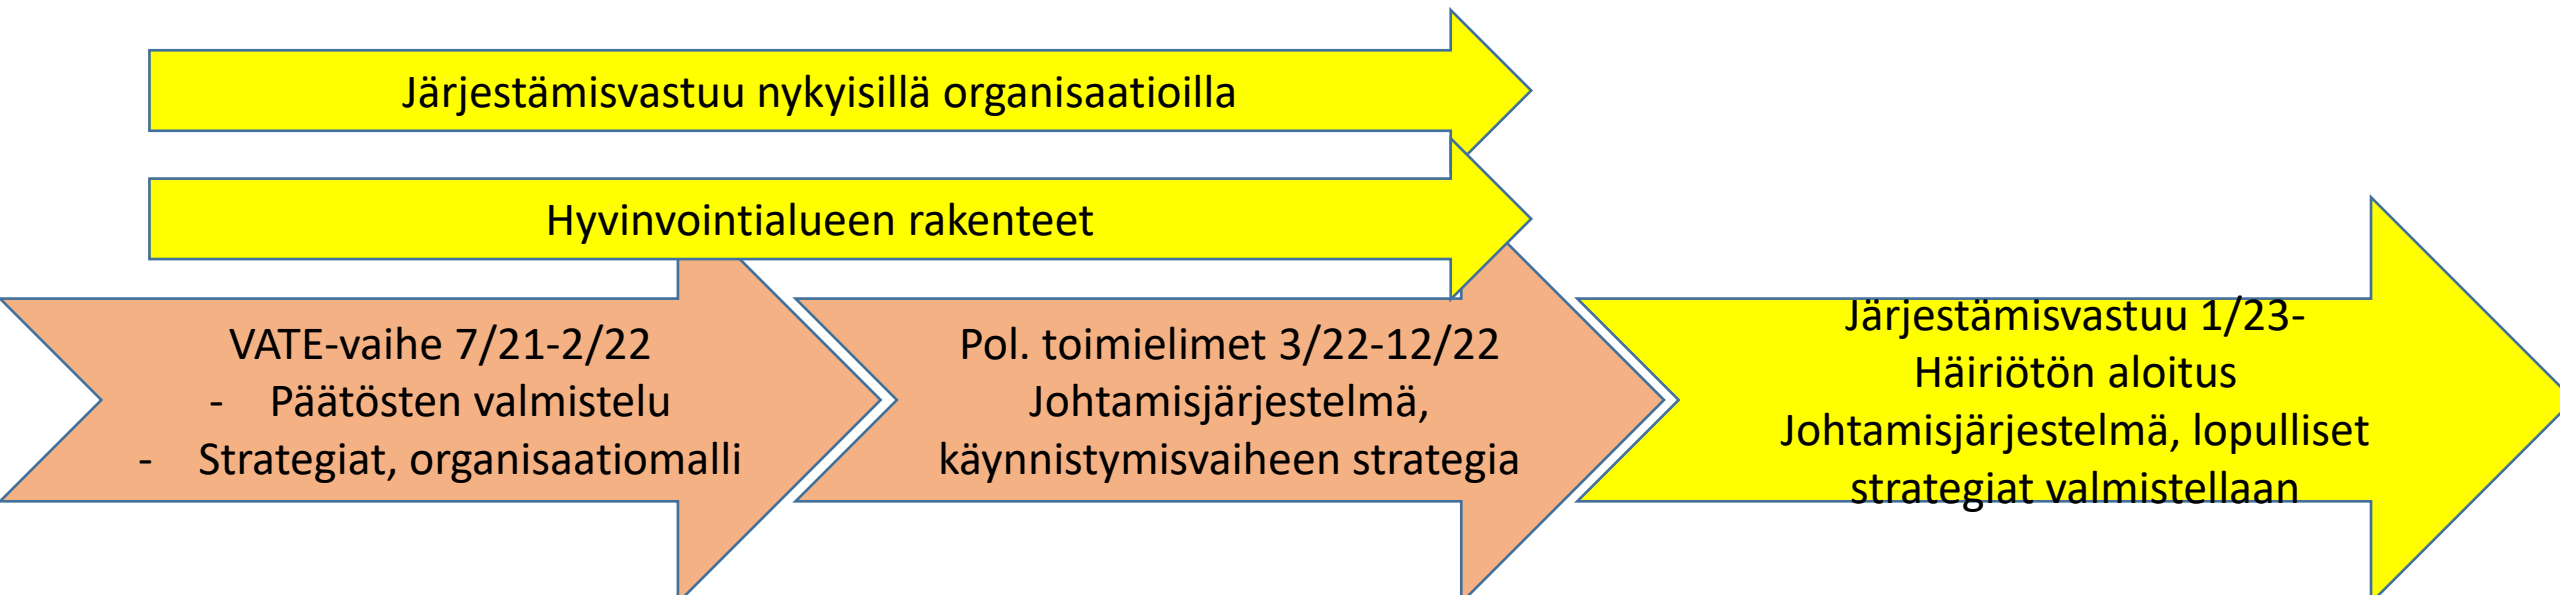 Järjestämisvastuu nykyisillä organisaatioilla
Hyvinvointialueen rakenteet
VATE-vaihe 7/21-2/22
- Päätösten valmistelu
- Strategiat, organisaatiomalli
Pol. toimielimet 3/22-12/22
Johtamisjärjestelmä,
käynnistymisvaiheen strategia
Järjestämisvastuu 1/23-
Häiriötön aloitus
Johtamisjärjestelmä, lopulliset
strategiat valmistellaan